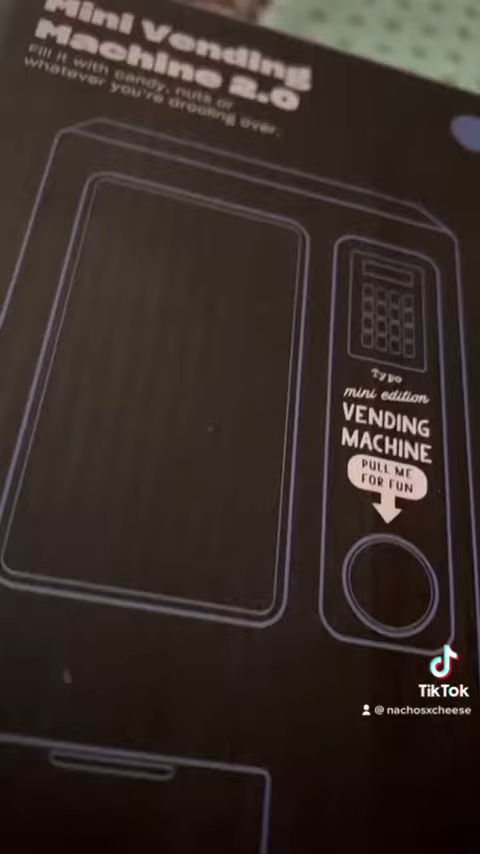 Mini Vending
Machine 2.0
Fill it with candy, nuts or
whatever you're drooling over.
Typo
mini edition
VENDING
MACHINE
PULL ME
FOR FUN
TikTok
@ nachosxcheese